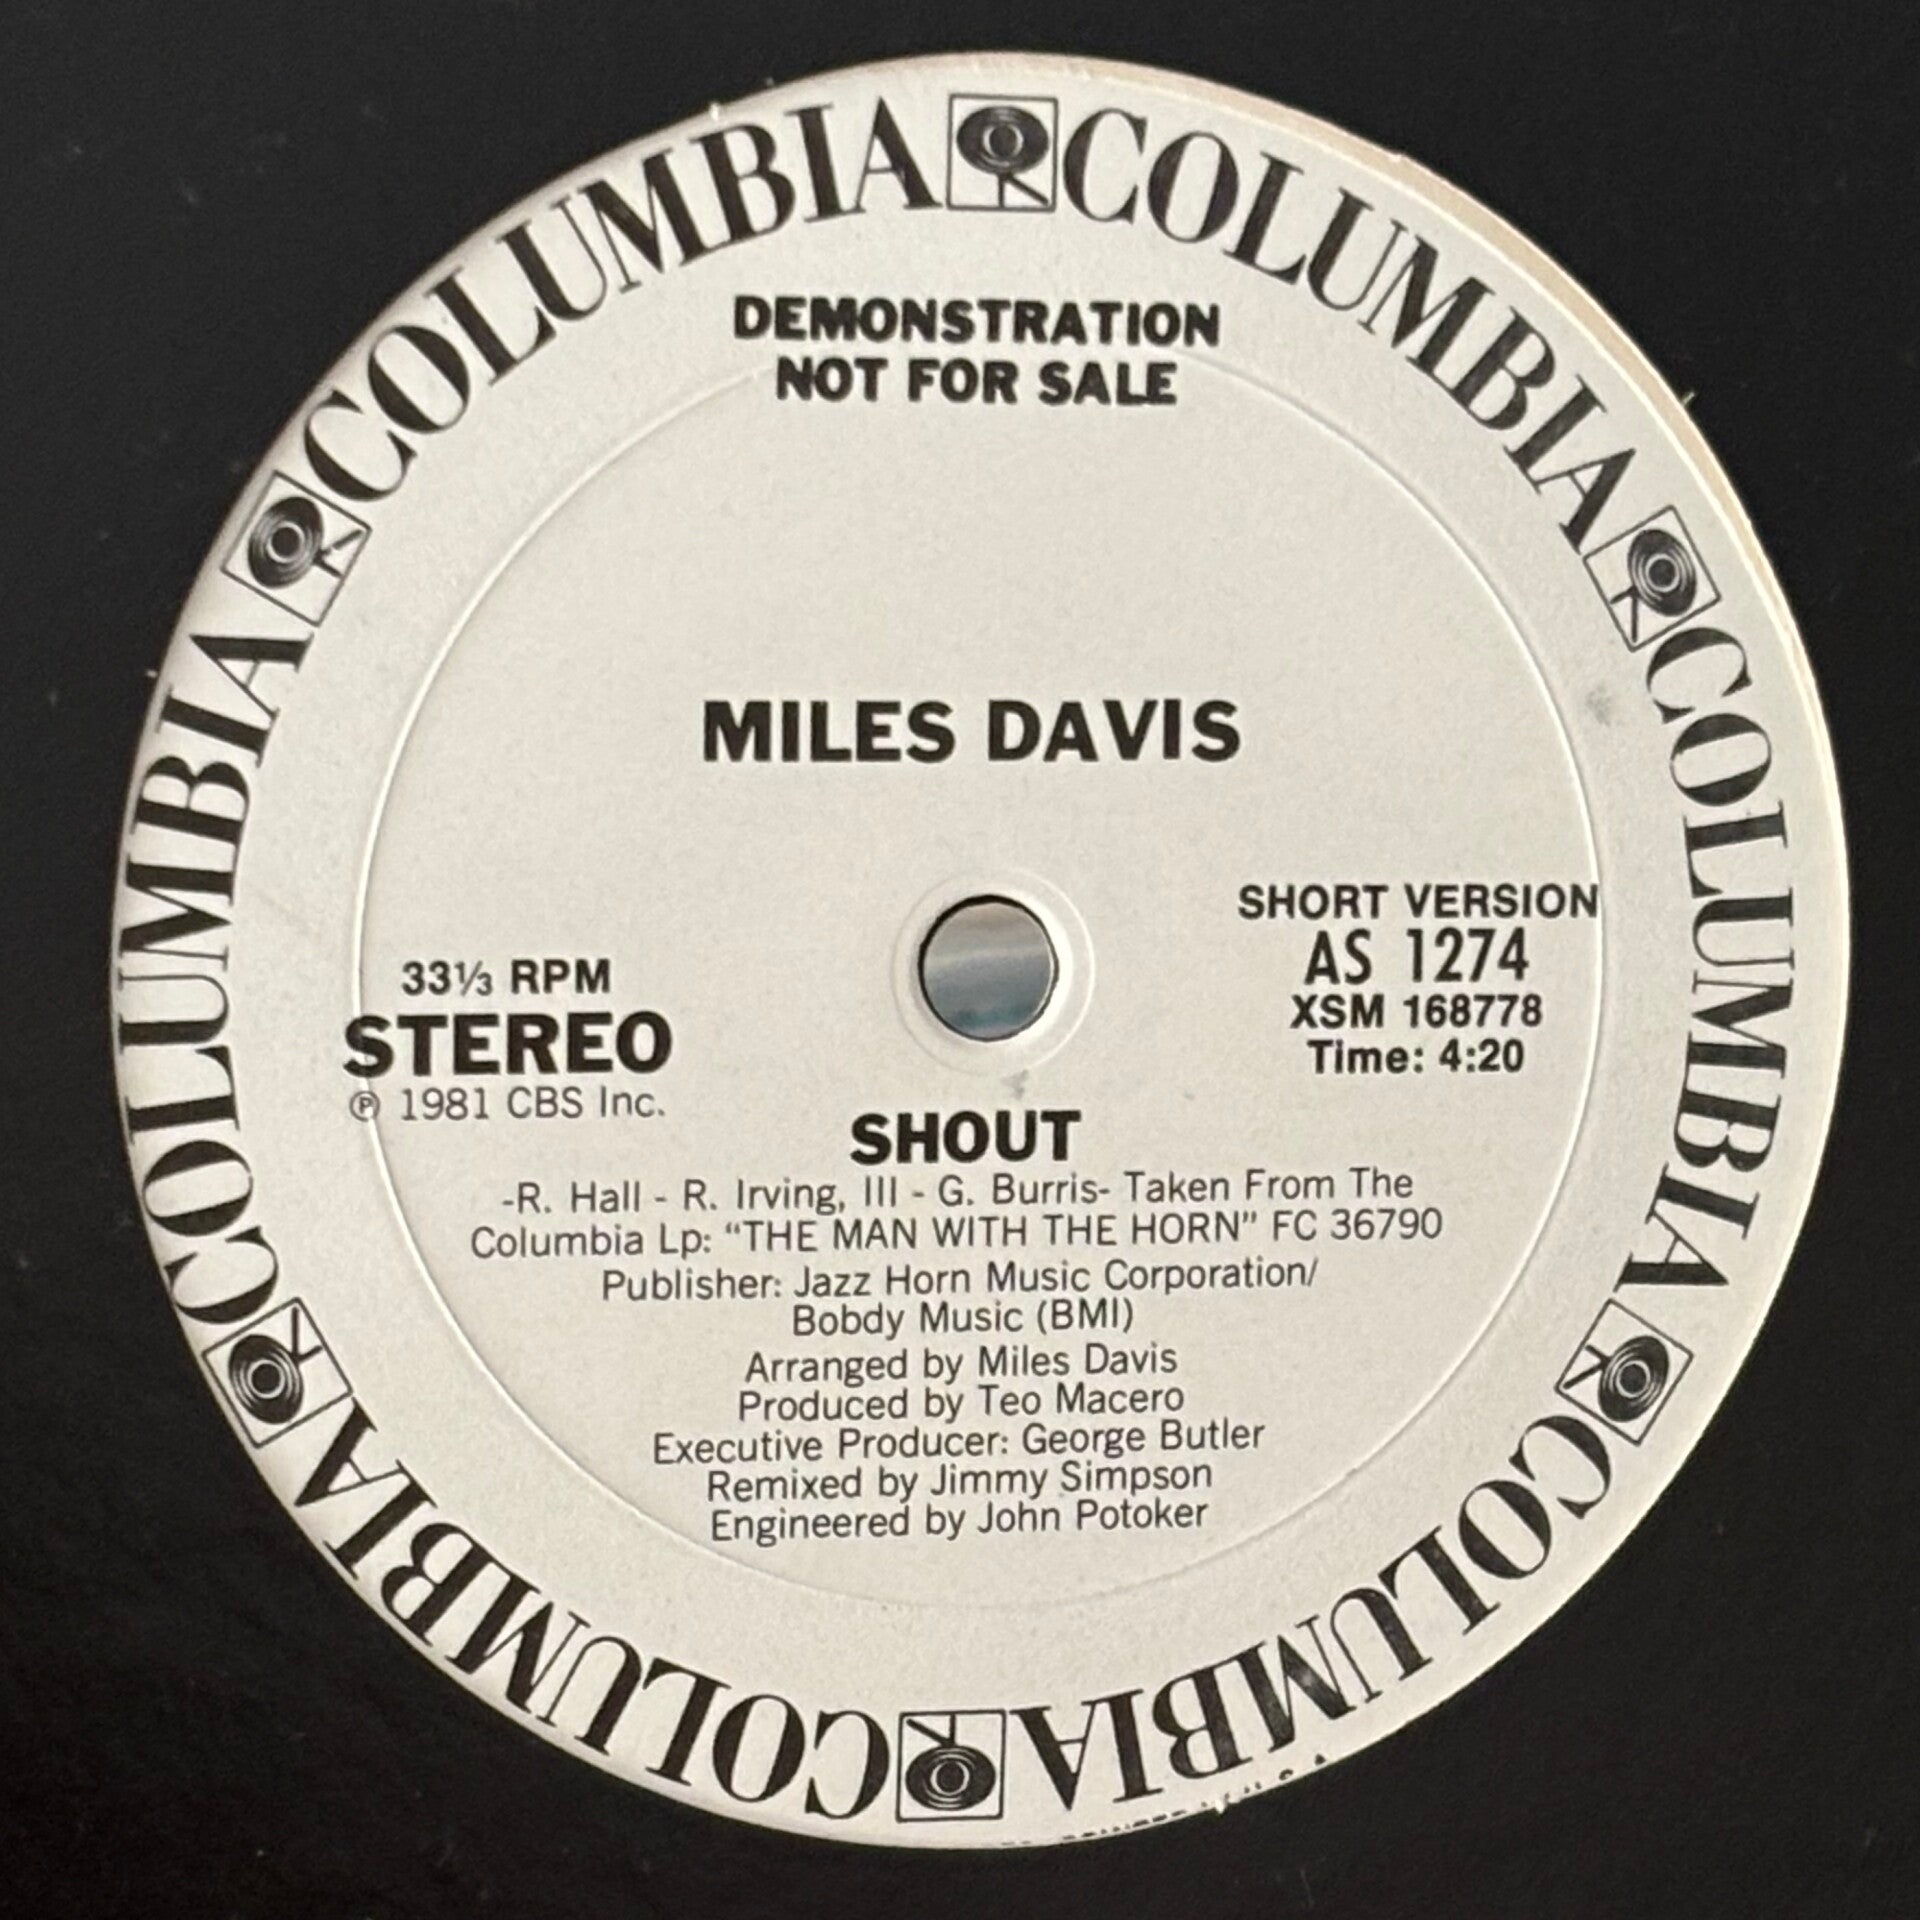 COLUMBIA COLUMBIA COLUMBIA COLUMBIA COLUMBIA COLUMBIA
DEMONSTRATION
NOT FOR SALE
MILES DAVIS
33⅓ RPM
STEREO
℗ 1981 CBS Inc.
SHORT VERSION
AS 1274
XSM 168778
Time: 4:20
SHOUT
-R. Hall - R. Irving, III - G. Burris- Taken From The
Columbia Lp: "THE MAN WITH THE HORN" FC 36790
Publisher: Jazz Horn Music Corporation/
Bobdy Music (BMI)
Arranged by Miles Davis
Produced by Teo Macero
Executive Producer: George Butler
Remixed by Jimmy Simpson
Engineered by John Potoker